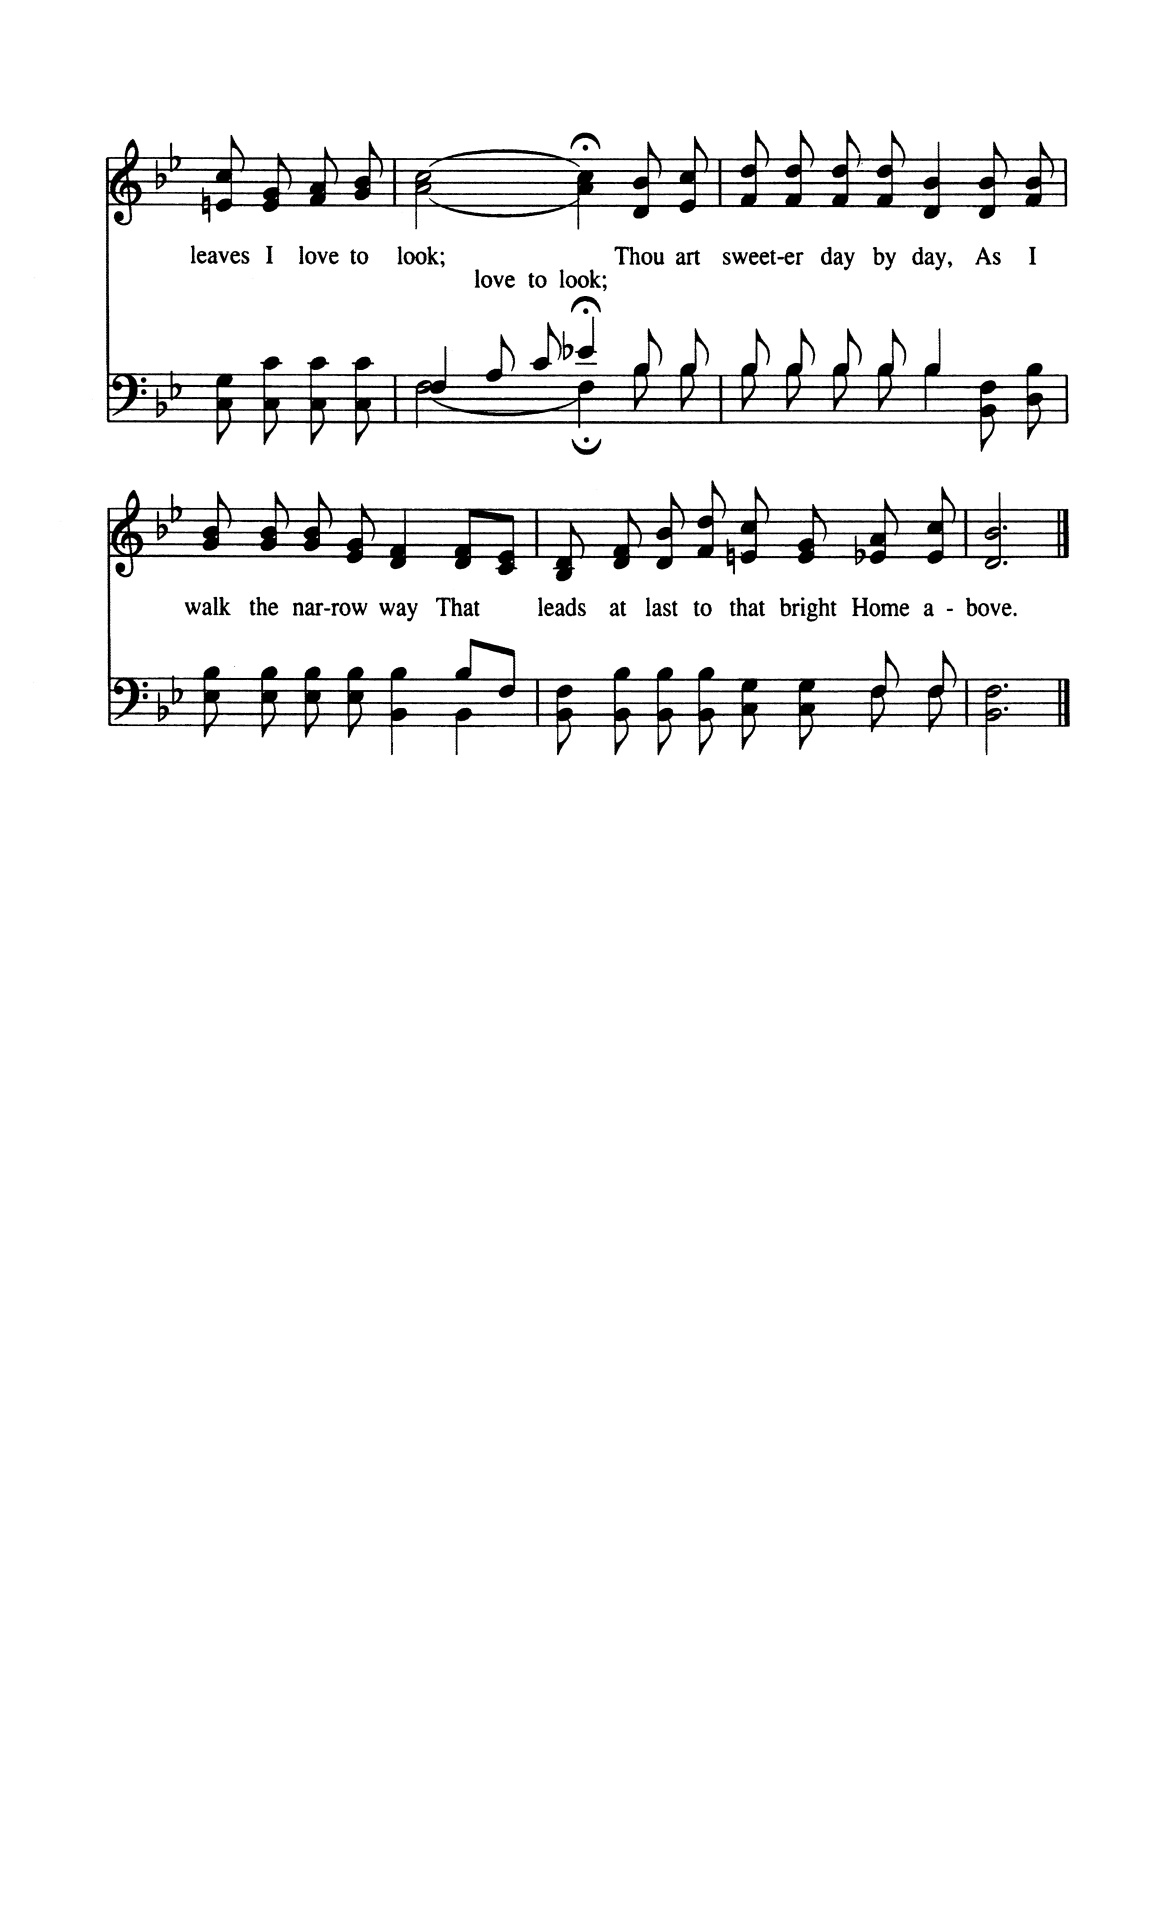 leaves I love to look; Thou art sweet-er day by day, As I
love to look;
walk the nar-row way That leads at last to that bright Home a - bove.